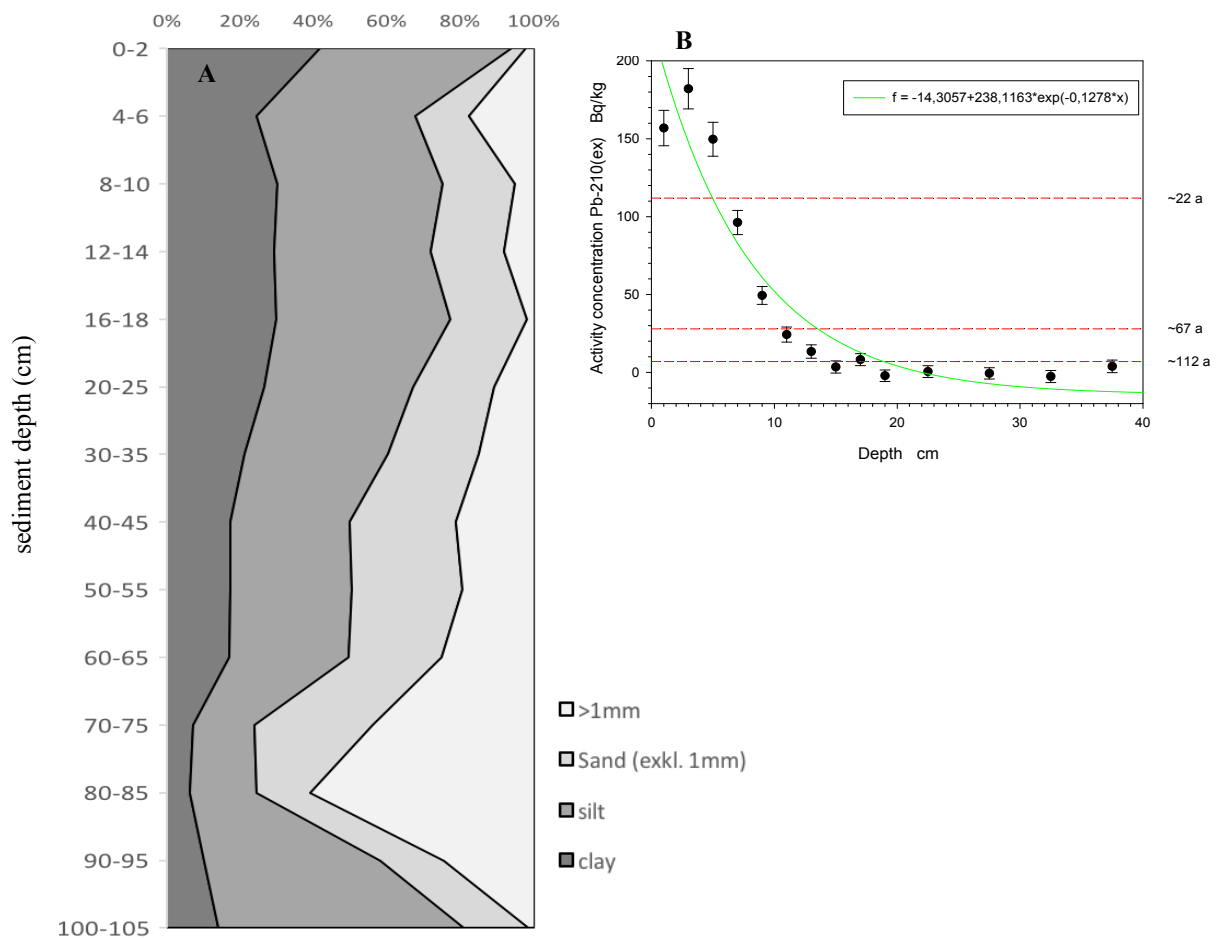 0% 20% 40% 60% 80% 100%
A
sediment depth (cm)
0-2
4-6
8-10
12-14
16-18
20-25
30-35
40-45
50-55
60-65
70-75
80-85
90-95
100-105
>1mm
Sand (exkl. 1mm)
silt
clay
B
f = -14,3057+238,1163*exp(-0,1278*x)
Activity concentration Pb-210(ex) Bq/kg
200
150
100
50
0
~22 a
~67 a
~112 a
0 10 20 30 40
Depth cm